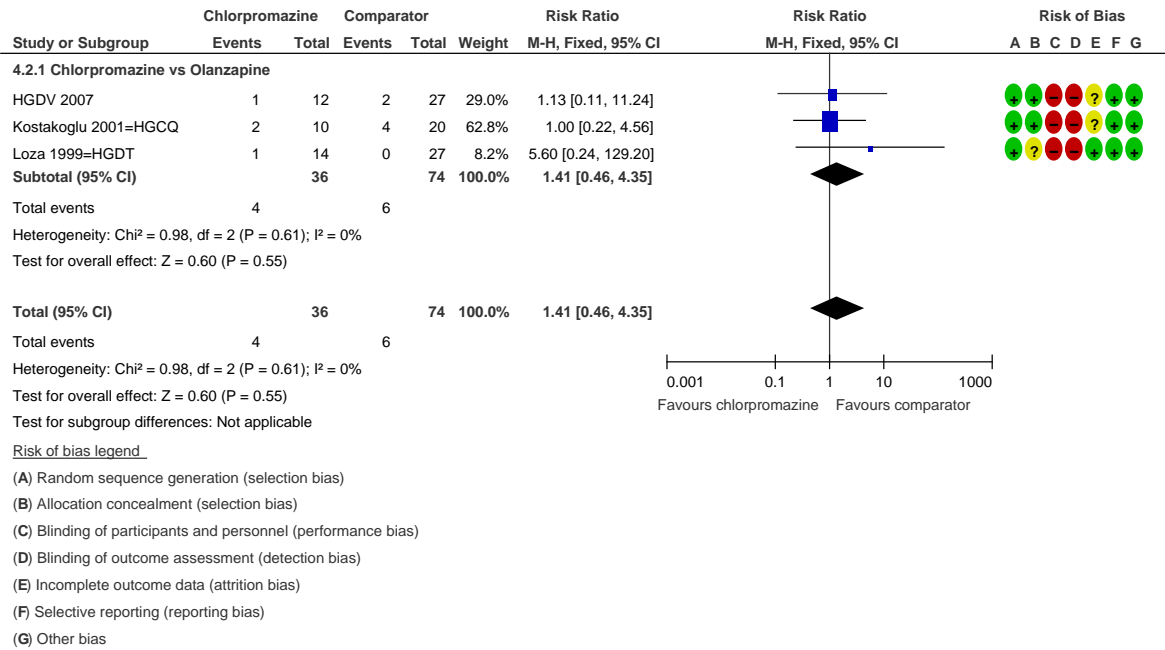 Chlorpromazine Comparator Risk Ratio Risk Ratio Risk of Bias
Study or Subgroup Events Total Events Total Weight M-H, Fixed, 95% CI M-H, Fixed, 95% CI A B C D E F G
4.2.1 Chlorpromazine vs Olanzapine
HGDV 2007 1 12 2 27 29.0% 1.13 [0.11, 11.24] + + – – ? + +
Kostakoglu 2001=HGCQ 2 10 4 20 62.8% 1.00 [0.22, 4.56] + + – – ? + +
Loza 1999=HGDT 1 14 0 27 8.2% 5.60 [0.24, 129.20] + ? – – + + +
Subtotal (95% CI) 36 74 100.0% 1.41 [0.46, 4.35]
Total events 4 6
Heterogeneity: Chi² = 0.98, df = 2 (P = 0.61); I² = 0%
Test for overall effect: Z = 0.60 (P = 0.55)
Total (95% CI) 36 74 100.0% 1.41 [0.46, 4.35]
Total events 4 6
Heterogeneity: Chi² = 0.98, df = 2 (P = 0.61); I² = 0%
Test for overall effect: Z = 0.60 (P = 0.55)
Test for subgroup differences: Not applicable
0.001 0.1 1 10 1000
Favours chlorpromazine Favours comparator
Risk of bias legend
(A) Random sequence generation (selection bias)
(B) Allocation concealment (selection bias)
(C) Blinding of participants and personnel (performance bias)
(D) Blinding of outcome assessment (detection bias)
(E) Incomplete outcome data (attrition bias)
(F) Selective reporting (reporting bias)
(G) Other bias